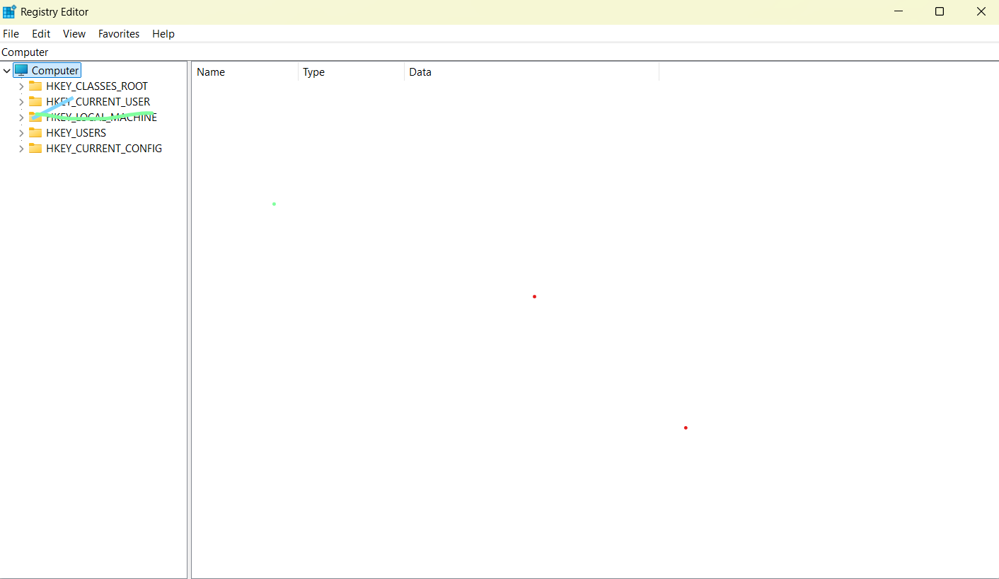 Registry Editor
File Edit View Favorites Help
Computer
Computer
Name Type Data
HKEY_CLASSES_ROOT
HKEY_CURRENT_USER
HKEY_LOCAL_MACHINE
HKEY_USERS
HKEY_CURRENT_CONFIG